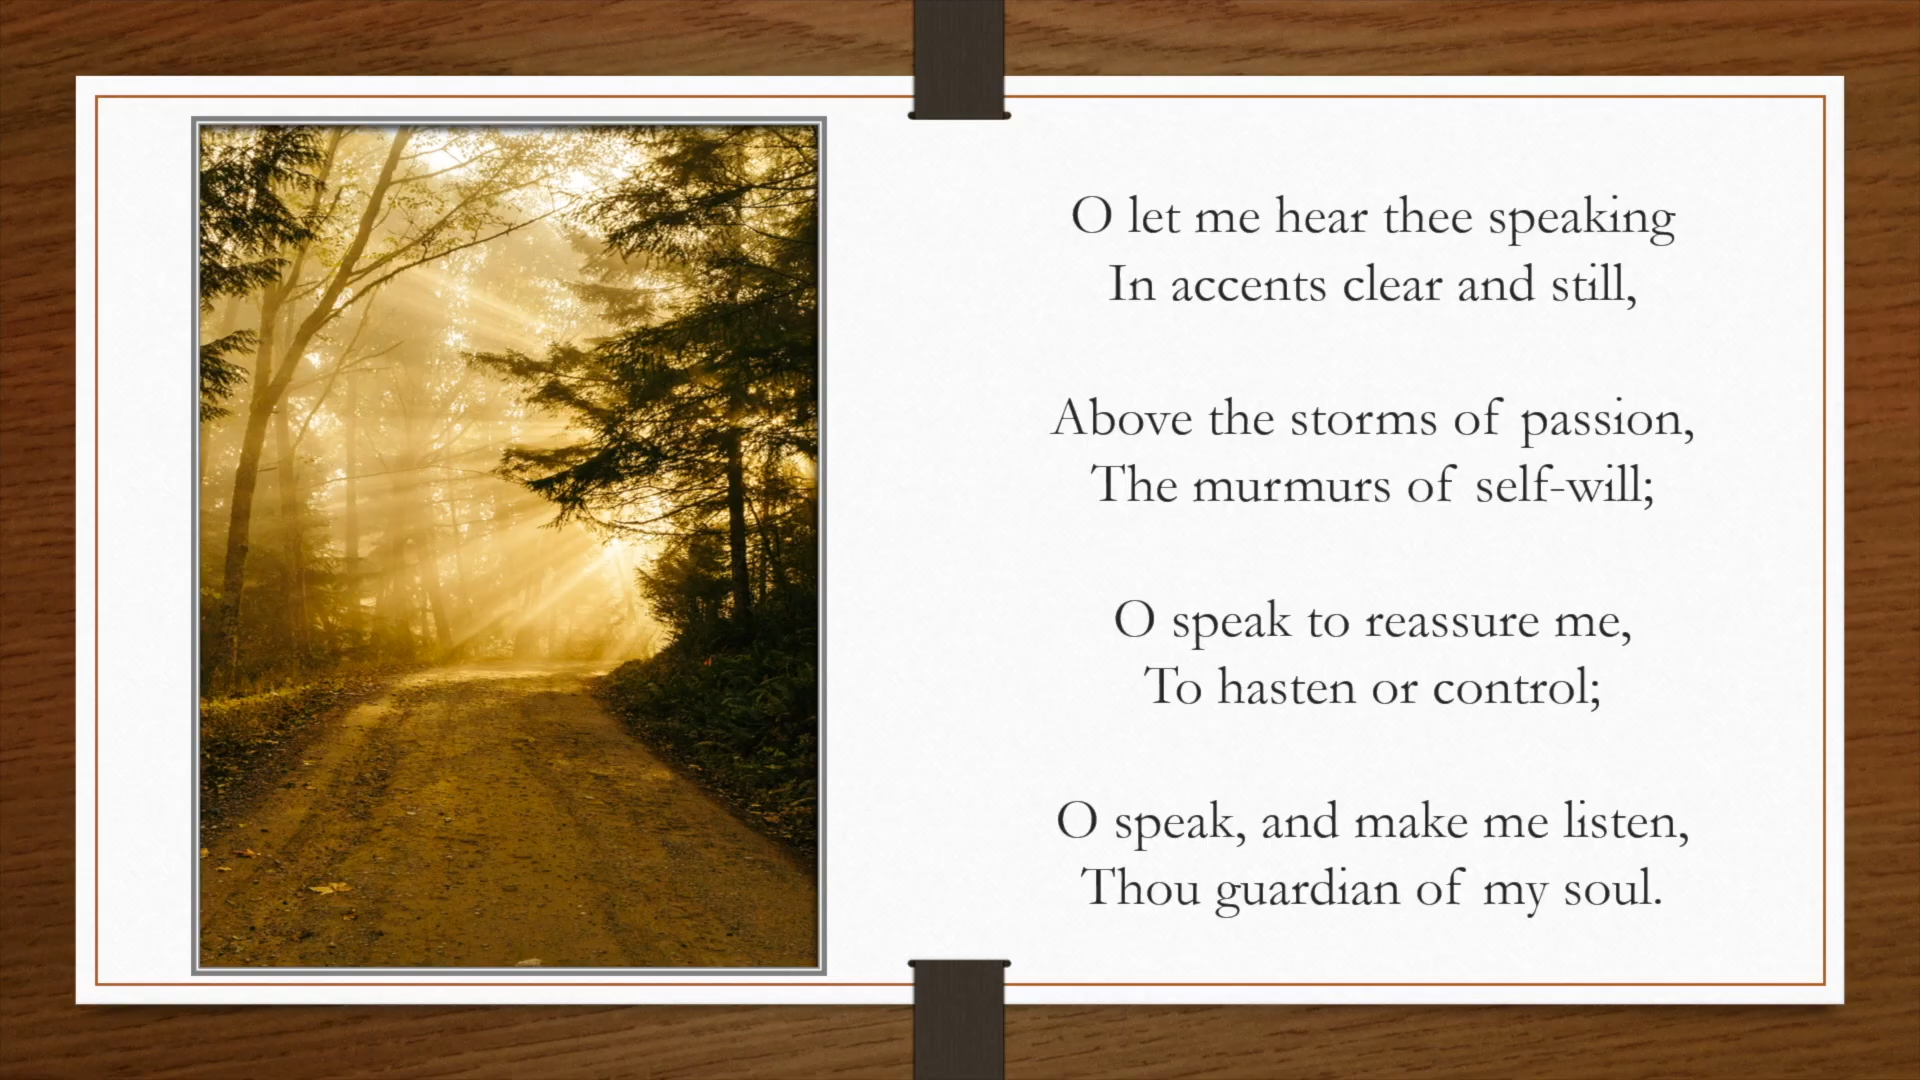 O let me hear thee speaking
In accents clear and still,
Above the storms of passion,
The murmurs of self-will;
O speak to reassure me,
To hasten or control;
O speak, and make me listen,
Thou guardian of my soul.